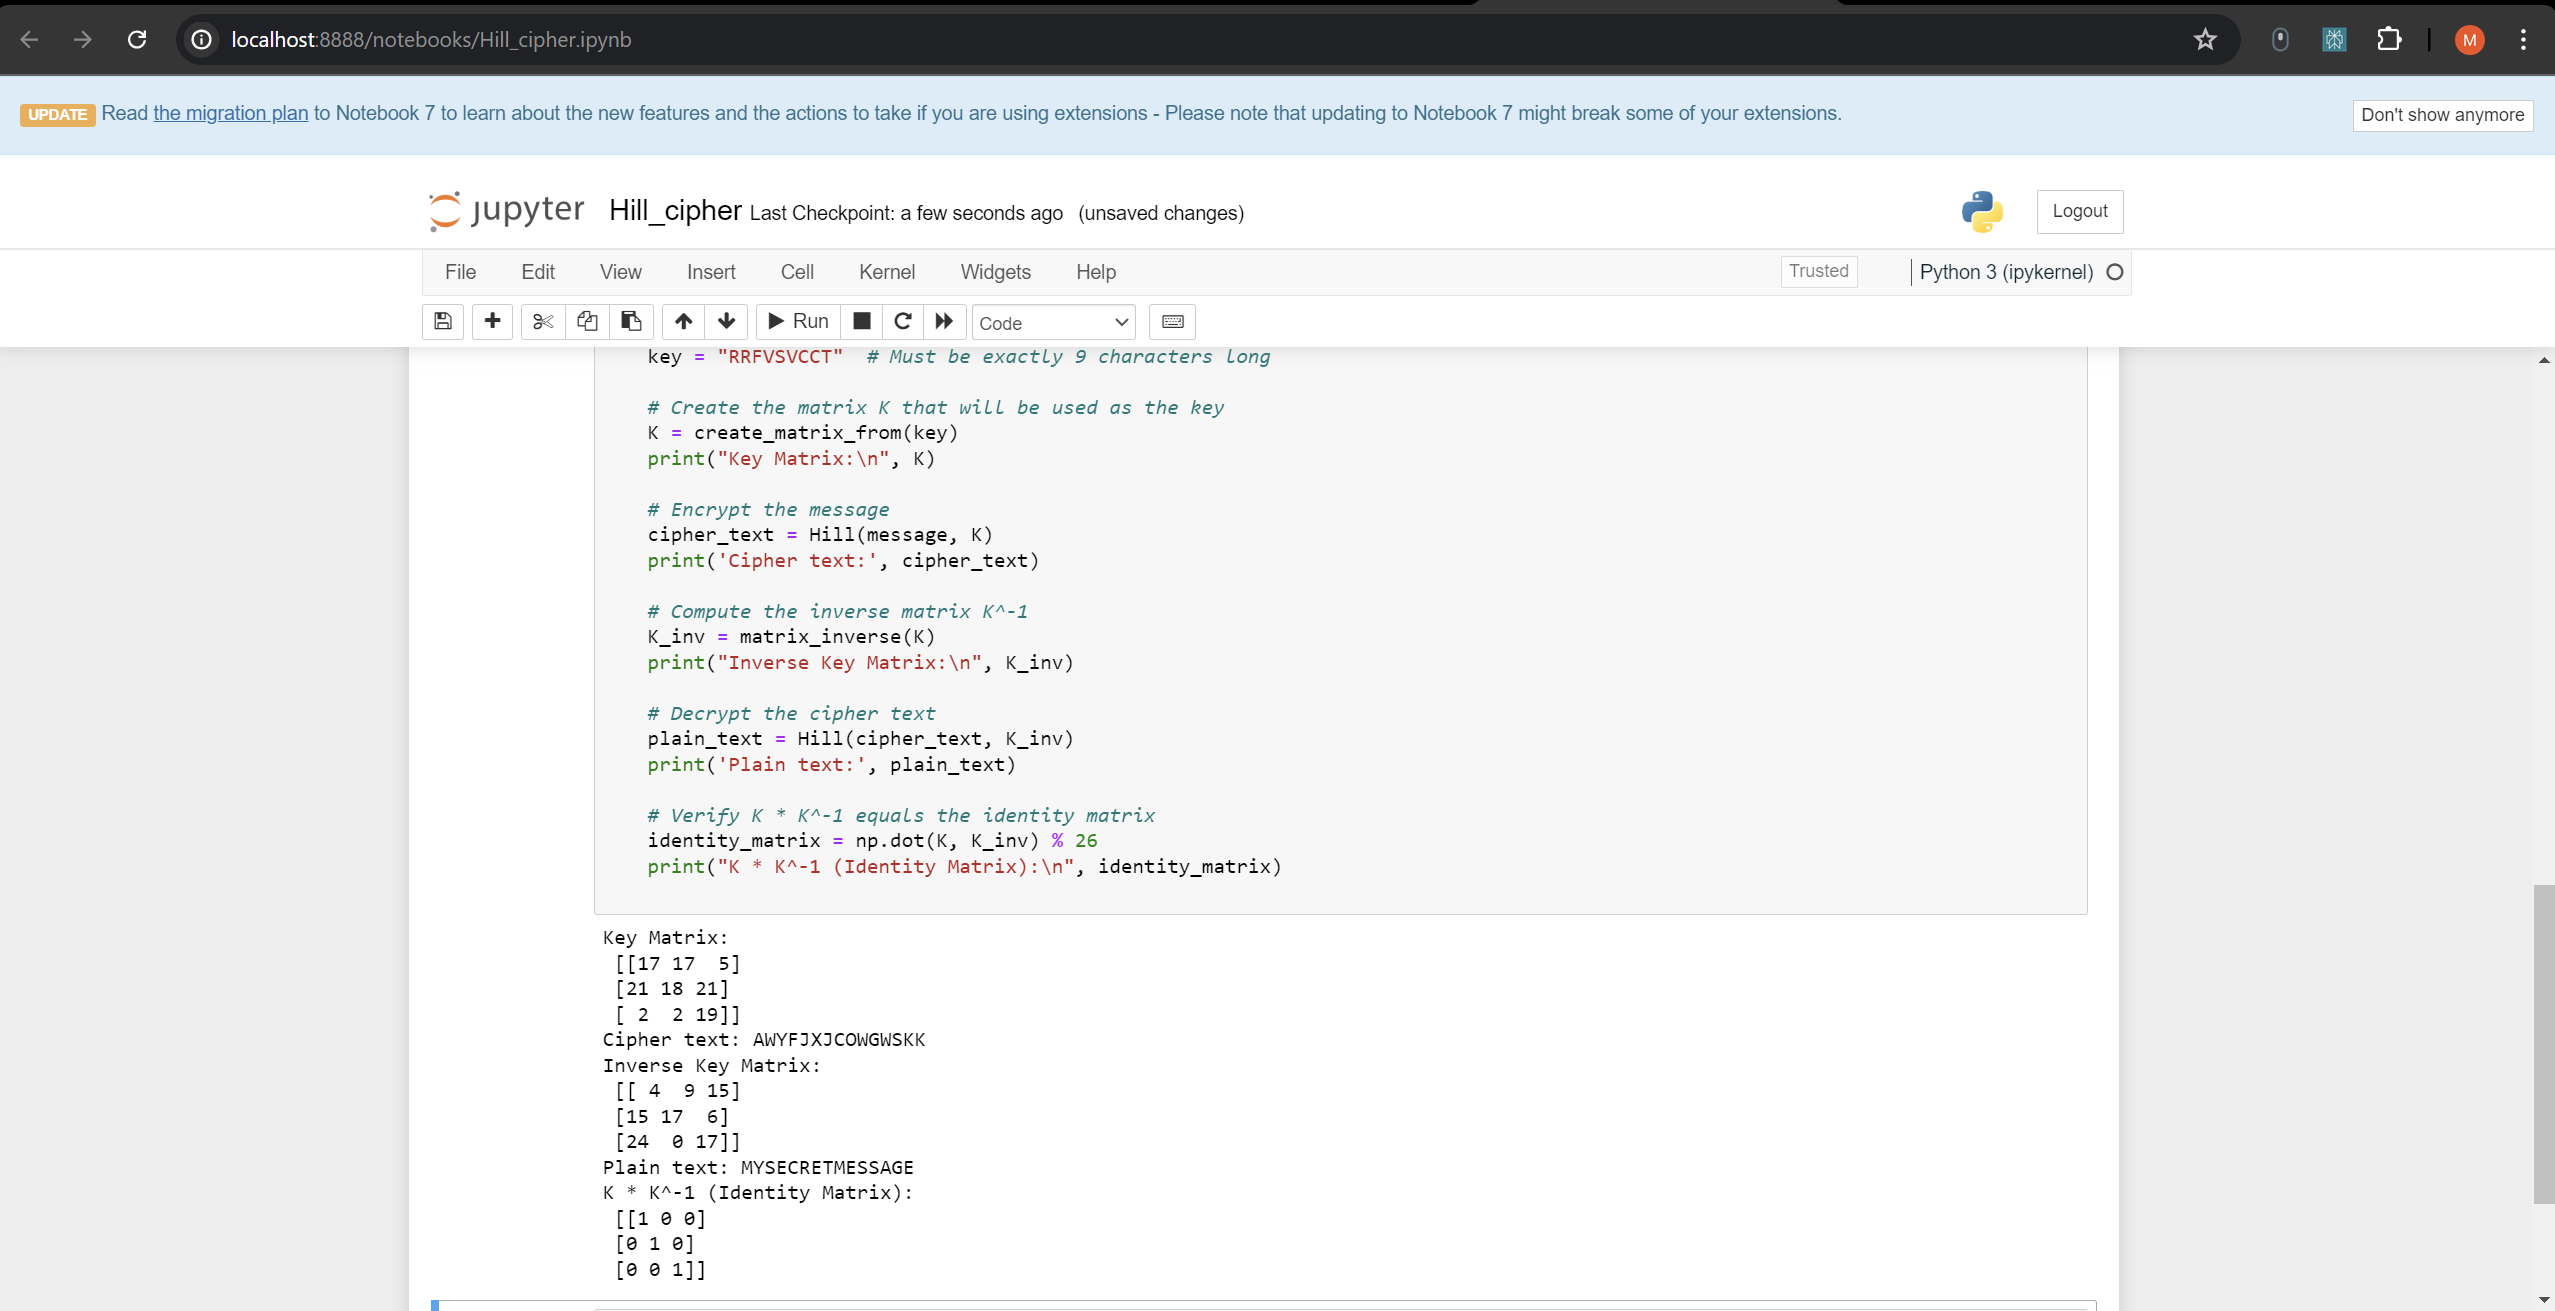 localhost:8888/notebooks/Hill_cipher.ipynb
M
UPDATE Read the migration plan to Notebook 7 to learn about the new features and the actions to take if you are using extensions - Please note that updating to Notebook 7 might break some of your extensions.
Don't show anymore
jupyter Hill_cipher Last Checkpoint: a few seconds ago (unsaved changes)
Logout
File Edit View Insert Cell Kernel Widgets Help
Trusted
Python 3 (ipykernel)
Run
Code
key = "RRFVSVCCT"  # Must be exactly 9 characters long
# Create the matrix K that will be used as the key
K = create_matrix_from(key)
print("Key Matrix:\n", K)
# Encrypt the message
cipher_text = Hill(message, K)
print('Cipher text:', cipher_text)
# Compute the inverse matrix K^-1
K_inv = matrix_inverse(K)
print("Inverse Key Matrix:\n", K_inv)
# Decrypt the cipher text
plain_text = Hill(cipher_text, K_inv)
print('Plain text:', plain_text)
# Verify K * K^-1 equals the identity matrix
identity_matrix = np.dot(K, K_inv) % 26
print("K * K^-1 (Identity Matrix):\n", identity_matrix)
Key Matrix:
[[17 17  5]
[21 18 21]
[ 2  2 19]]
Cipher text: AWYFJXJCOWGWSKK
Inverse Key Matrix:
[[ 4  9 15]
[15 17  6]
[24  0 17]]
Plain text: MYSECRETMESSAGE
K * K^-1 (Identity Matrix):
[[1 0 0]
[0 1 0]
[0 0 1]]